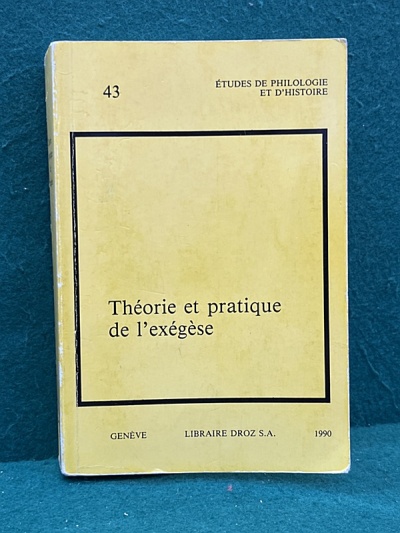 43
ÉTUDES DE PHILOLOGIE
ET D'HISTOIRE
Théorie et pratique
de l'exégèse
GENÈVE LIBRAIRE DROZ S.A. 1990